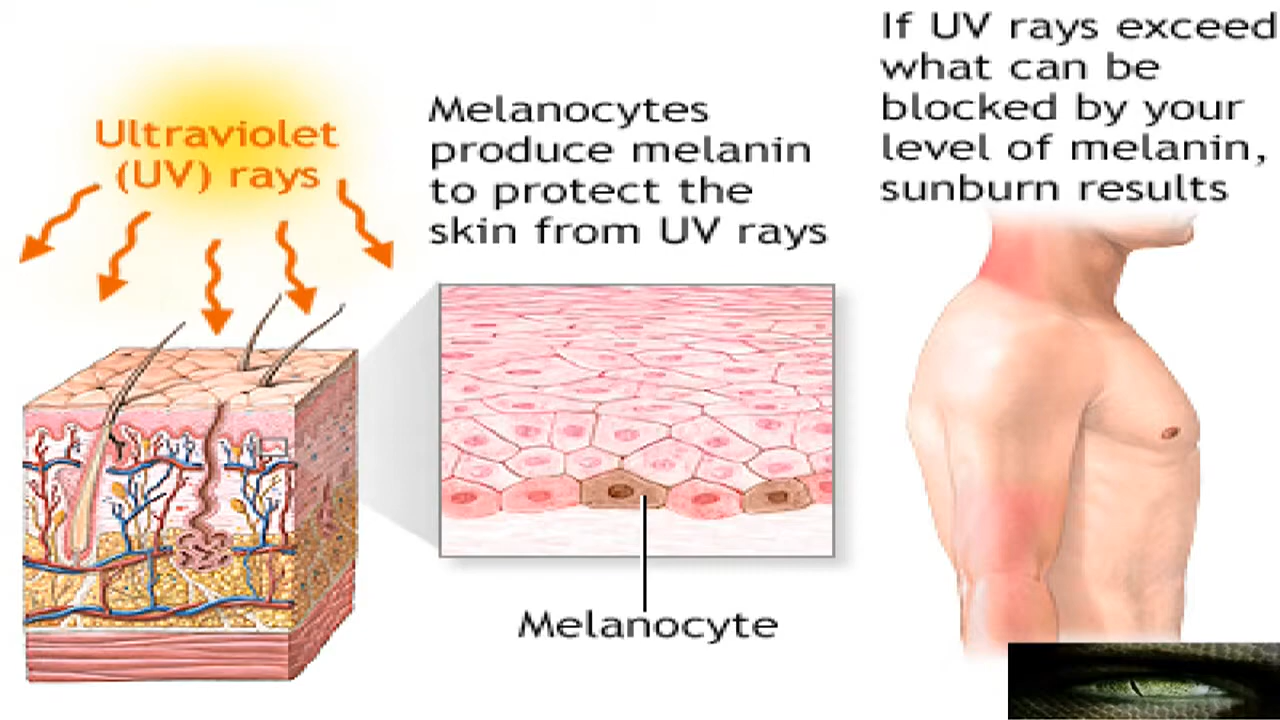 Ultraviolet
(UV) rays
Melanocytes
produce melanin
to protect the
skin from UV rays
Melanocyte
If UV rays exceed
what can be
blocked by your
level of melanin,
sunburn results